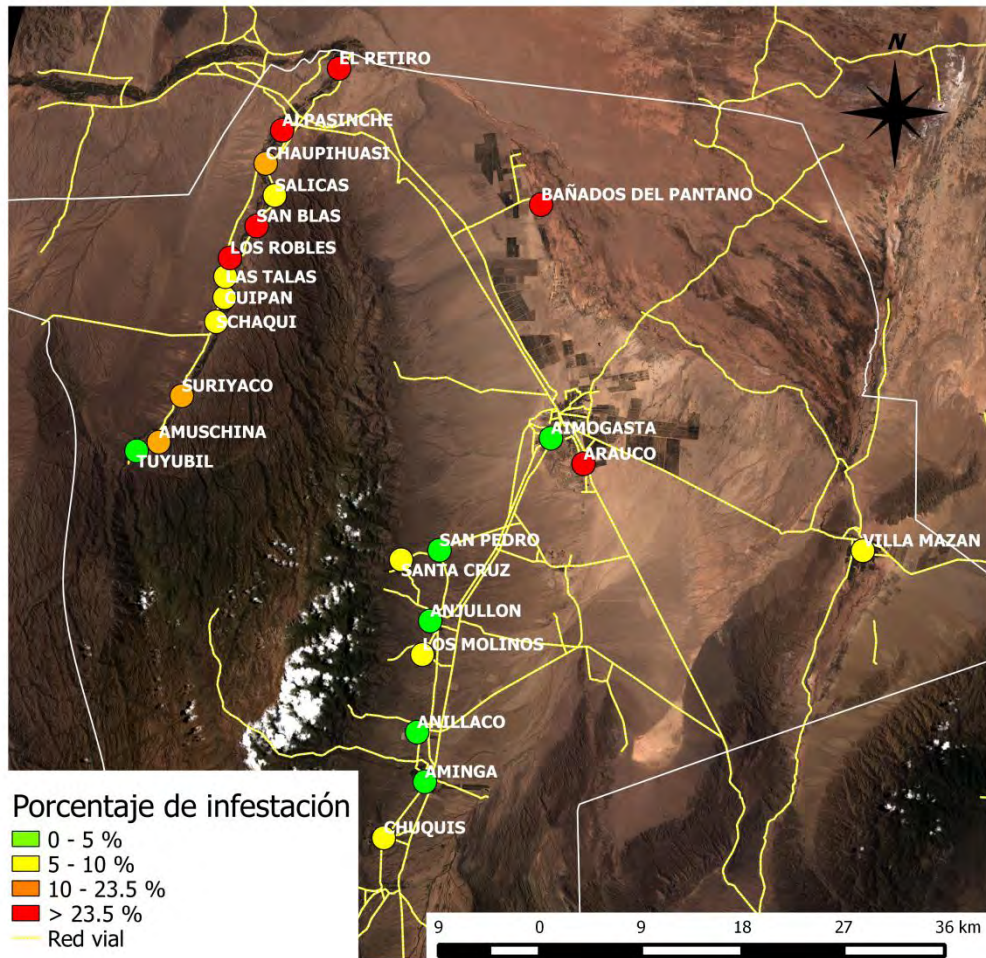 N
EL RETIRO
ALPASINCHE
CHAUPIHUASI
SALICAS
BAÑADOS DEL PANTANO
SAN BLAS
LOS ROBLES
LAS TALAS
CUIPAN
SCHAQUI
SURIYACO
AMUSCHINA
TUYUBIL
AIMOGASTA
ARAUCO
SAN PEDRO
VILLA MAZAN
SANTA CRUZ
ANJULLON
LOS MOLINOS
ANILLACO
AMINGA
CHUQUIS
Porcentaje de infestación
0 - 5 %
5 - 10 %
10 - 23.5 %
> 23.5 %
Red vial
9 0 9 18 27 36 km